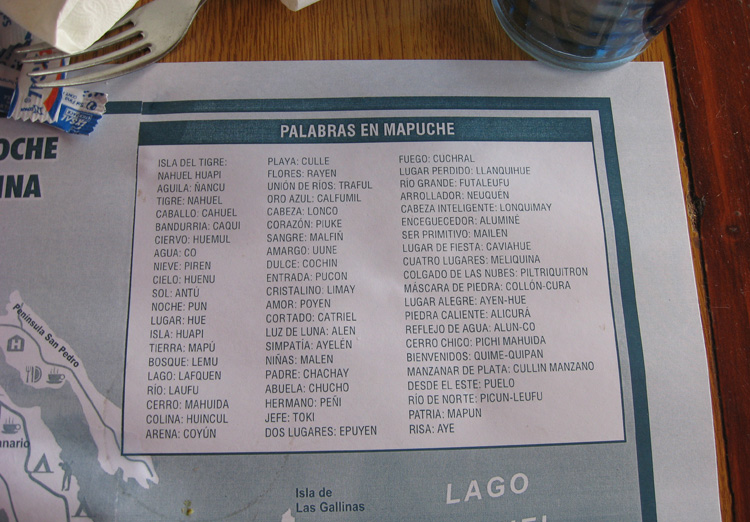 OCHE
INA
PALABRAS EN MAPUCHE
ISLA DEL TIGRE:
NAHUEL HUAPI
AGUILA: ÑANCU
TIGRE: NAHUEL
CABALLO: CAHUEL
BANDURRIA: CAQUI
CIERVO: HUEMUL
AGUA: CO
NIEVE: PIREN
CIELO: HUENU
SOL: ANTÚ
NOCHE: PUN
LUGAR: HUE
ISLA: HUAPI
TIERRA: MAPÚ
BOSQUE: LEMU
LAGO: LAFQUEN
RÍO: LAUFU
CERRO: MAHUIDA
COLINA: HUINCUL
ARENA: COYÚN
PLAYA: CULLE
FLORES: RAYEN
UNIÓN DE RÍOS: TRAFUL
ORO AZUL: CALFUMIL
CABEZA: LONCO
CORAZÓN: PIUKE
SANGRE: MALFIÑ
AMARGO: UUNE
DULCE: COCHIN
ENTRADA: PUCON
CRISTALINO: LIMAY
AMOR: POYEN
CORTADO: CATRIEL
LUZ DE LUNA: ALEN
SIMPATÍA: AYELÉN
NIÑAS: MALEN
PADRE: CHACHAY
ABUELA: CHUCHO
HERMANO: PEÑI
JEFE: TOKI
DOS LUGARES: EPUYEN
FUEGO: CUCHRAL
LUGAR PERDIDO: LLANQUIHUE
RÍO GRANDE: FUTALEUFU
ARROLLADOR: NEUQUEN
CABEZA INTELIGENTE: LONQUIMAY
ENCEGUECEDOR: ALUMINE
SER PRIMITIVO: MAILEN
LUGAR DE FIESTA: CAVIAHUE
CUATRO LUGARES: MELIQUINA
COLGADO DE LAS NUBES: PILTRIQUITRON
MÁSCARA DE PIEDRA: COLLÓN-CURA
LUGAR ALEGRE: AYEN-HUE
PIEDRA CALIENTE: ALICURÁ
REFLEJO DE AGUA: ALUN-CO
CERRO CHICO: PICHI MAHUIDA
BIENVENIDOS: QUIME-QUIPAN
MANZANAR DE PLATA: CULLIN MANZANO
DESDE EL ESTE: PUELO
RÍO DE NORTE: PICUN-LEUFU
PATRIA: MAPUN
RISA: AYE
Península San Pedro
H
nario
Isla de
Las Gallinas
LAGO